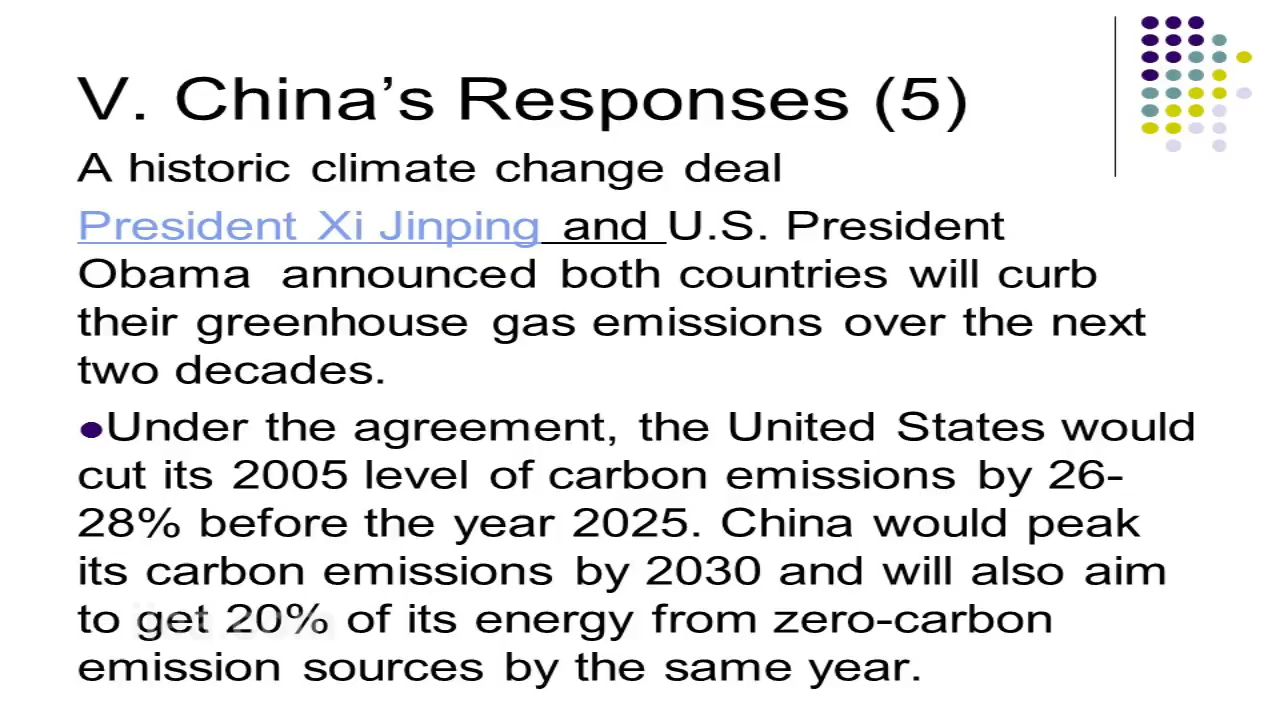 V. China’s Responses (5)
A historic climate change deal
President Xi Jinping and U.S. President
Obama announced both countries will curb
their greenhouse gas emissions over the next
two decades.
●Under the agreement, the United States would
cut its 2005 level of carbon emissions by 26-
28% before the year 2025. China would peak
its carbon emissions by 2030 and will also aim
to get 20% of its energy from zero-carbon
emission sources by the same year.